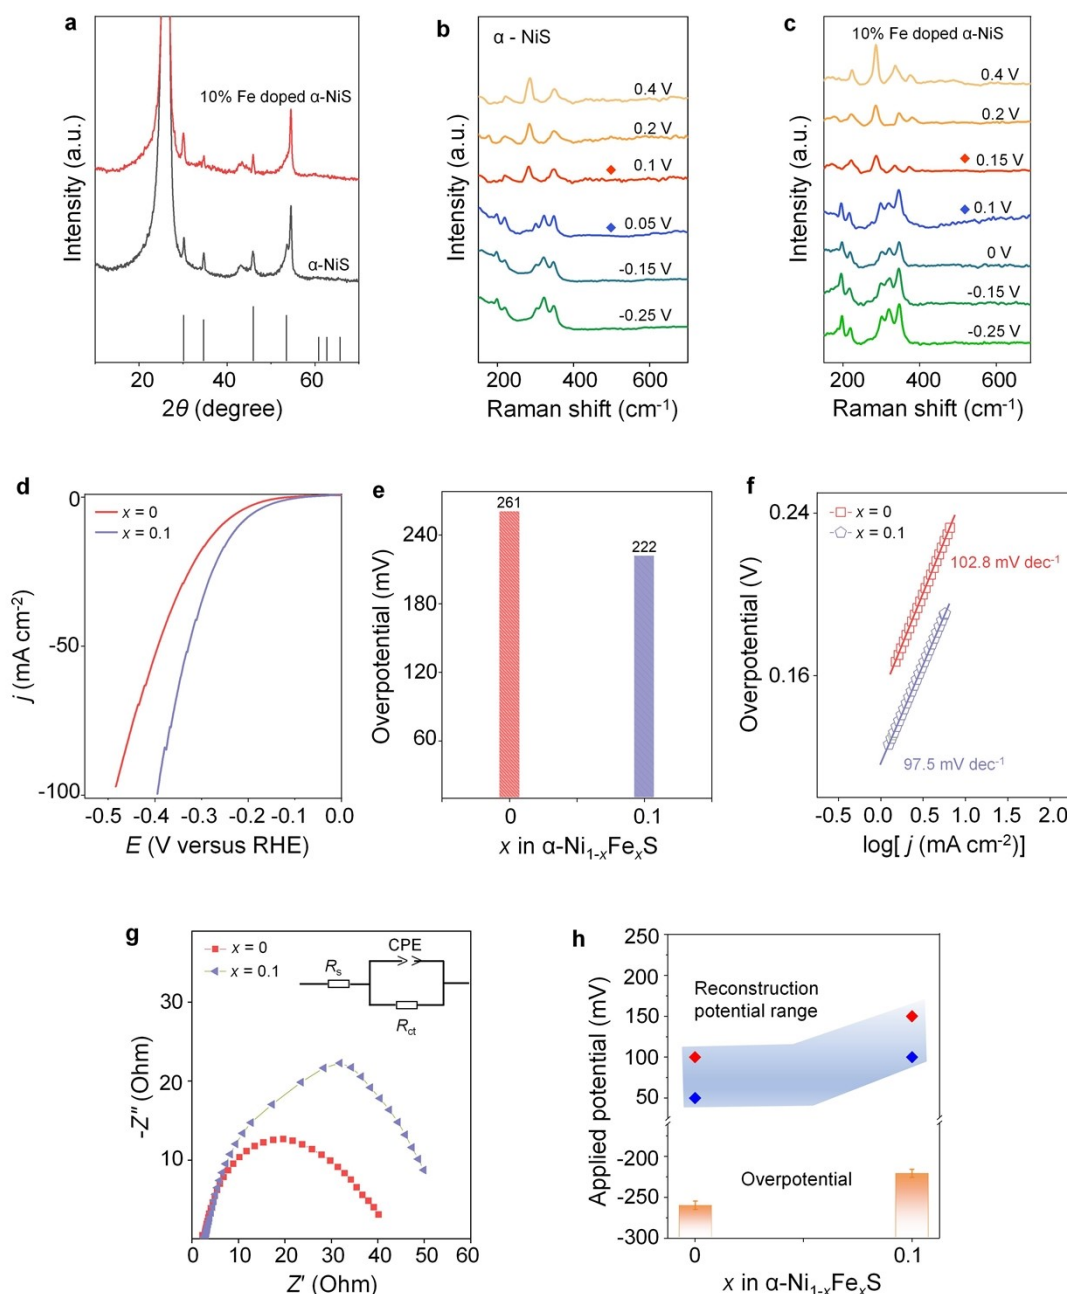 a
Intensity (a.u.)
10% Fe doped α-NiS
α-NiS
20 40 60
2θ (degree)
b
α - NiS
Intensity (a.u.)
0.4 V
0.2 V
0.1 V
0.05 V
-0.15 V
-0.25 V
200 400 600
Raman shift (cm⁻¹)
c
10% Fe doped α-NiS
Intensity (a.u.)
0.4 V
0.2 V
0.15 V
0.1 V
0 V
-0.15 V
-0.25 V
200 400 600
Raman shift (cm⁻¹)
d
x = 0
x = 0.1
j (mA cm⁻²)
0
-50
-100
-0.5 -0.4 -0.3 -0.2 -0.1 0.0
E (V versus RHE)
e
261
222
Overpotential (mV)
240
180
120
60
0 0.1
x in α-Ni₁₋ₓFeₓS
f
x = 0
x = 0.1
Overpotential (V)
0.24
0.16
102.8 mV dec⁻¹
97.5 mV dec⁻¹
-0.5 0.0 0.5 1.0 1.5 2.0
log[ j (mA cm⁻²)]
g
x = 0
x = 0.1
CPE
Rₛ
R_ct
-Z″ (Ohm)
30
20
10
0 10 20 30 40 50 60
Z′ (Ohm)
h
Applied potential (mV)
250
200
150
100
50
-200
-250
-300
Reconstruction
potential range
Overpotential
0 0.1
x in α-Ni₁₋ₓFeₓS